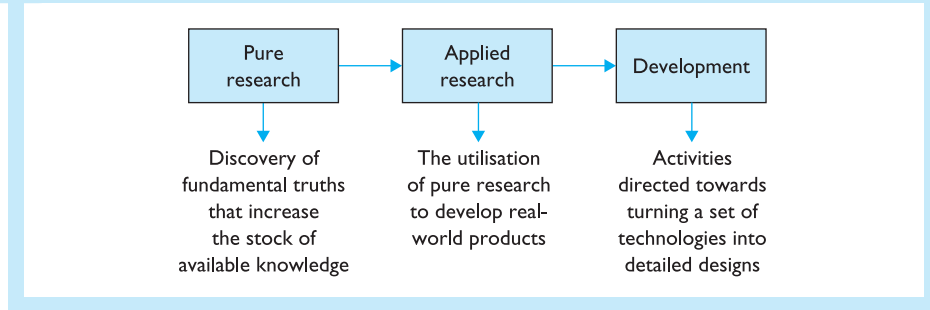 Pure
research
Applied
research
Development
Discovery of
fundamental truths
that increase
the stock of
available knowledge
The utilisation
of pure research
to develop real-
world products
Activities
directed towards
turning a set of
technologies into
detailed designs